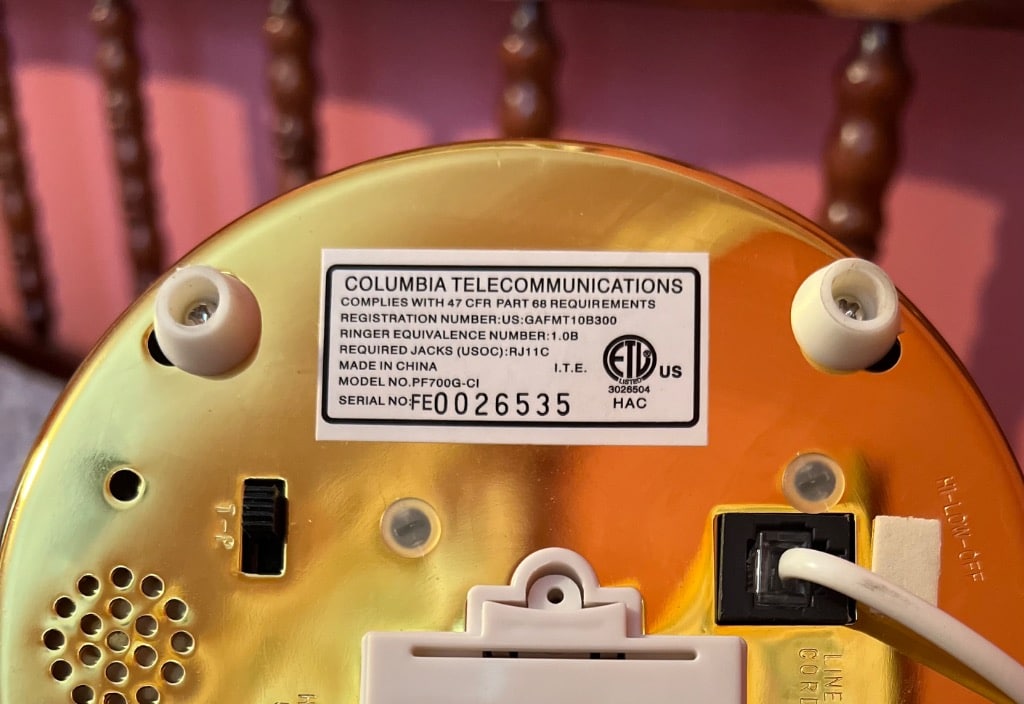 COLUMBIA TELECOMMUNICATIONS
COMPLIES WITH 47 CFR PART 68 REQUIREMENTS
REGISTRATION NUMBER:US:GAFMT10B300
RINGER EQUIVALENCE NUMBER:1.0B
REQUIRED JACKS (USOC):RJ11C
MADE IN CHINA I.T.E.
ETL US
LISTED
3026504
MODEL NO.PF700G-CI
HAC
SERIAL NO:FE0026535
T-P
HI-LOW-OFF
LINE
CORD